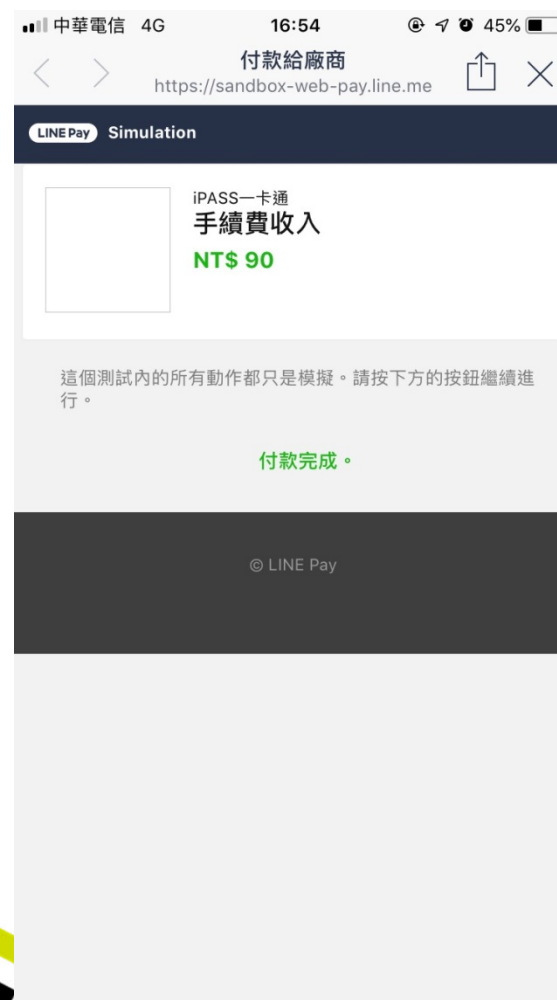 中華電信 4G 16:54 45%
付款給廠商
https://sandbox-web-pay.line.me
LINE Pay Simulation
iPASS一卡通
手續費收入
NT$ 90
這個測試內的所有動作都只是模擬。請按下方的按鈕繼續進
行。
付款完成。
© LINE Pay